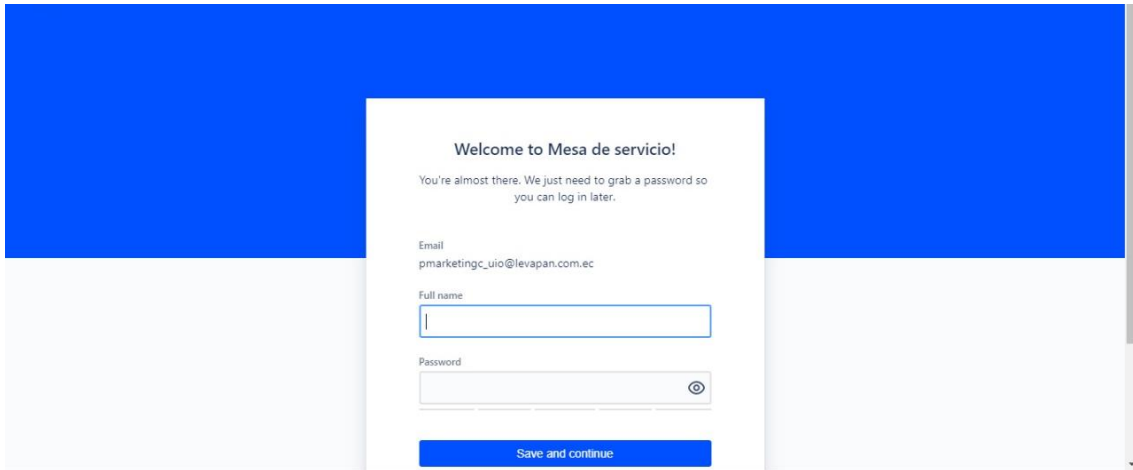 Welcome to Mesa de servicio!
You're almost there. We just need to grab a password so
you can log in later.
Email
pmarketingc_uio@levapan.com.ec
Full name
Password
Save and continue